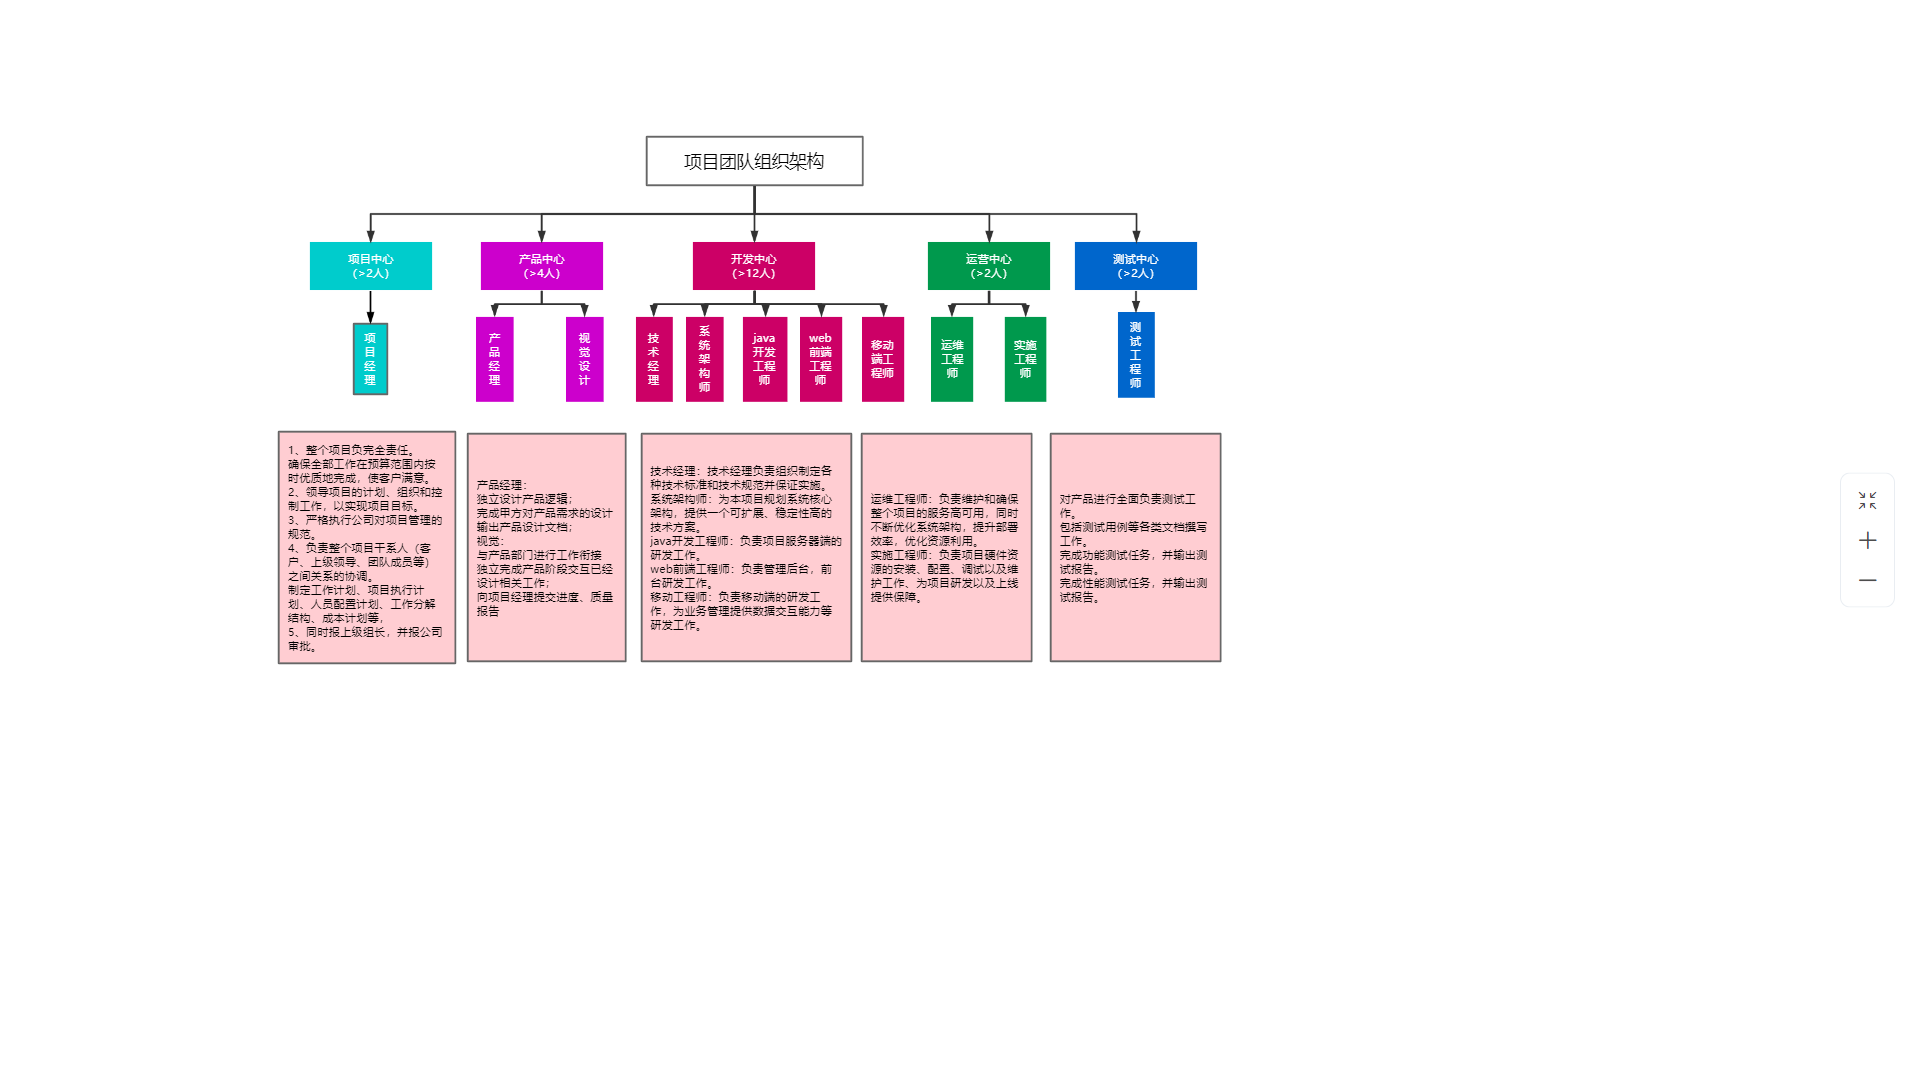 项目团队组织架构
项目中心
（>2人）
产品中心
（>4人）
开发中心
（>12人）
运营中心
（>2人）
测试中心
（>2人）
项
目
经
理
产
品
经
理
视
觉
设
计
技
术
经
理
系
统
架
构
师
java
开发
工程
师
web
前端
工程
师
移动
端工
程师
运维
工程
师
实施
工程
师
测
试
工
程
师
1、整个项目负完全责任。
确保全部工作在预算范围内按
时优质地完成，使客户满意。
2、领导项目的计划、组织和控
制工作，以实现项目目标。
3、严格执行公司对项目管理的
规范。
4、负责整个项目干系人（客
户、上级领导、团队成员等）
之间关系的协调。
制定工作计划、项目执行计
划、人员配置计划、工作分解
结构、成本计划等，
5、同时报上级组长，并报公司
审批。
产品经理：
独立设计产品逻辑；
完成甲方对产品需求的设计
输出产品设计文档；
视觉：
与产品部门进行工作衔接
独立完成产品阶段交互已经
设计相关工作；
向项目经理提交进度、质量
报告
技术经理：技术经理负责组织制定各
种技术标准和技术规范并保证实施。
系统架构师：为本项目规划系统核心
架构，提供一个可扩展、稳定性高的
技术方案。
java开发工程师：负责项目服务器端的
研发工作。
web前端工程师：负责管理后台，前
台研发工作。
移动工程师：负责移动端的研发工
作，为业务管理提供数据交互能力等
研发工作。
运维工程师：负责维护和确保
整个项目的服务高可用，同时
不断优化系统架构，提升部署
效率，优化资源利用。
实施工程师：负责项目硬件资
源的安装、配置、调试以及维
护工作、为项目研发以及上线
提供保障。
对产品进行全面负责测试工
作。
包括测试用例等各类文档撰写
工作。
完成功能测试任务，并输出测
试报告。
完成性能测试任务，并输出测
试报告。